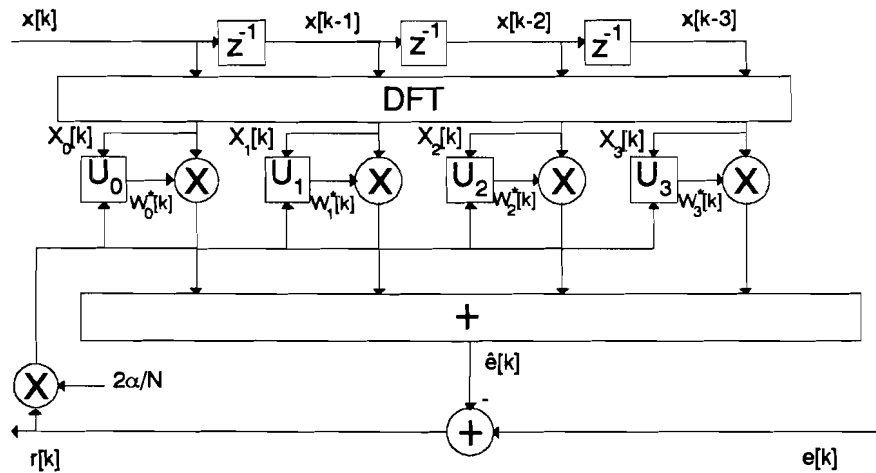 x[k] z⁻¹ x[k-1] z⁻¹ x[k-2] z⁻¹ x[k-3]
DFT
X₀[k] X₁[k] X₂[k] X₃[k]
U₀ X U₁ X U₂ X U₃ X
W₀*[k] W₁*[k] W₂*[k] W₃*[k]
+
ê[k]
X 2α/N
-
+
r[k] e[k]